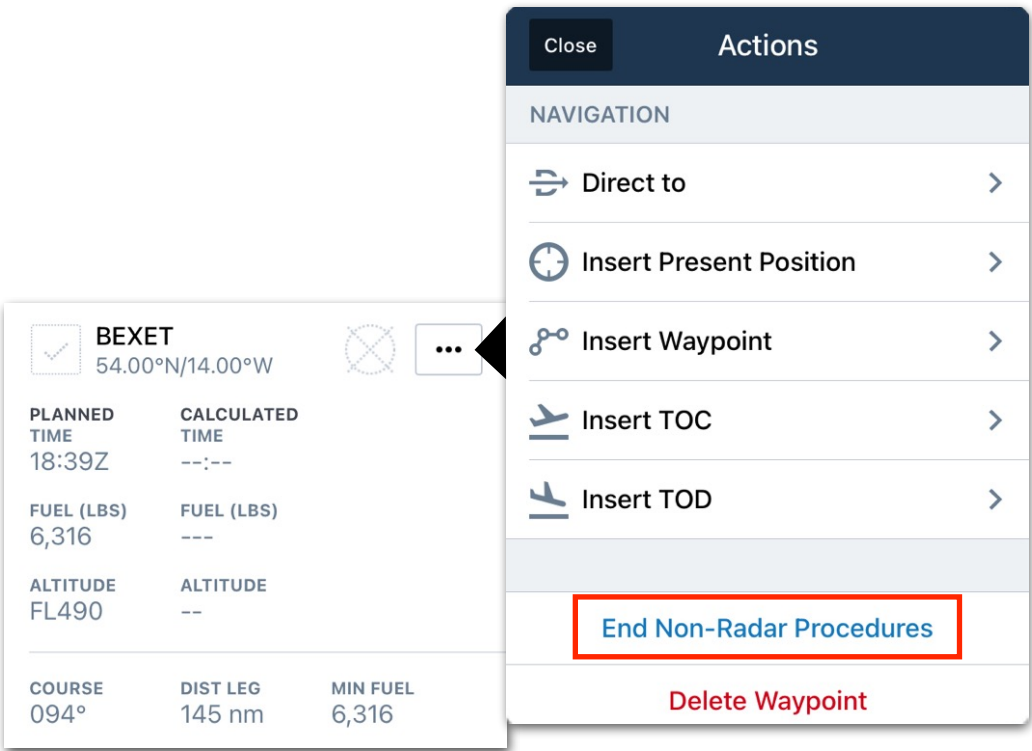 Close
Actions
NAVIGATION
Direct to
Insert Present Position
Insert Waypoint
Insert TOC
Insert TOD
End Non-Radar Procedures
Delete Waypoint
BEXET
54.00°N/14.00°W
PLANNED CALCULATED
TIME TIME
18:39Z --:--
FUEL (LBS) FUEL (LBS)
6,316 ---
ALTITUDE ALTITUDE
FL490 --
COURSE DIST LEG MIN FUEL
094° 145 nm 6,316